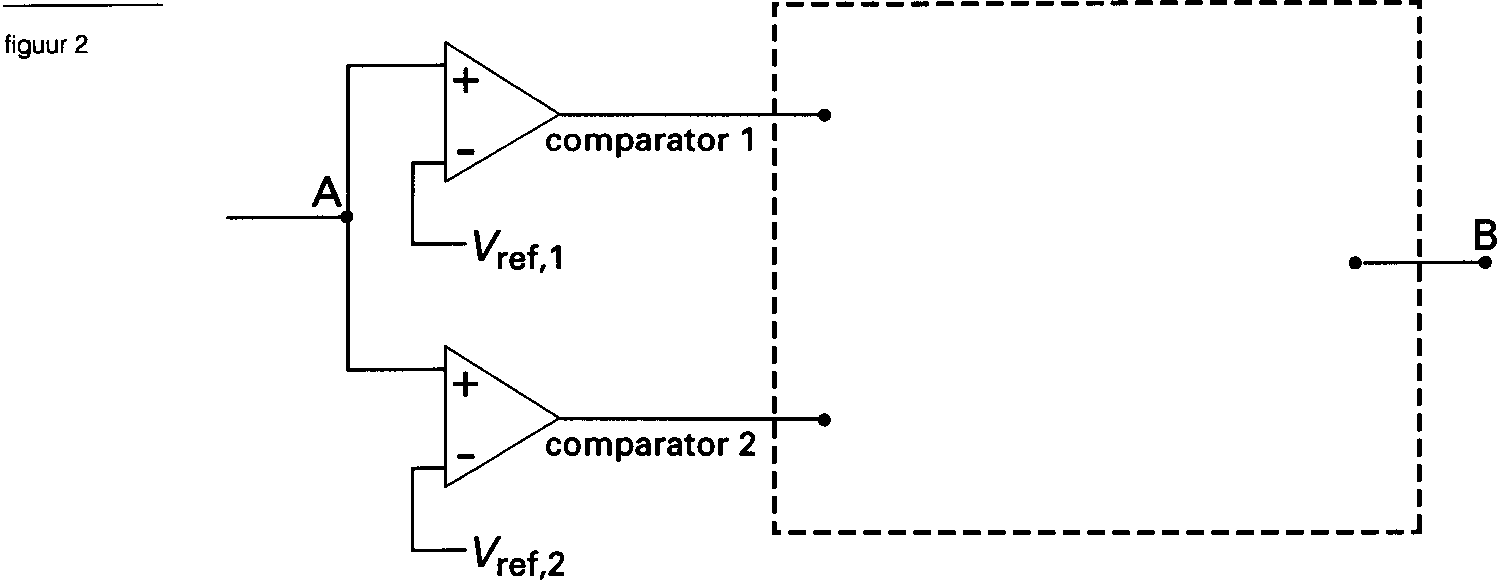 figuur 2
+
-
comparator 1
A
Vref,1
B
+
-
comparator 2
Vref,2